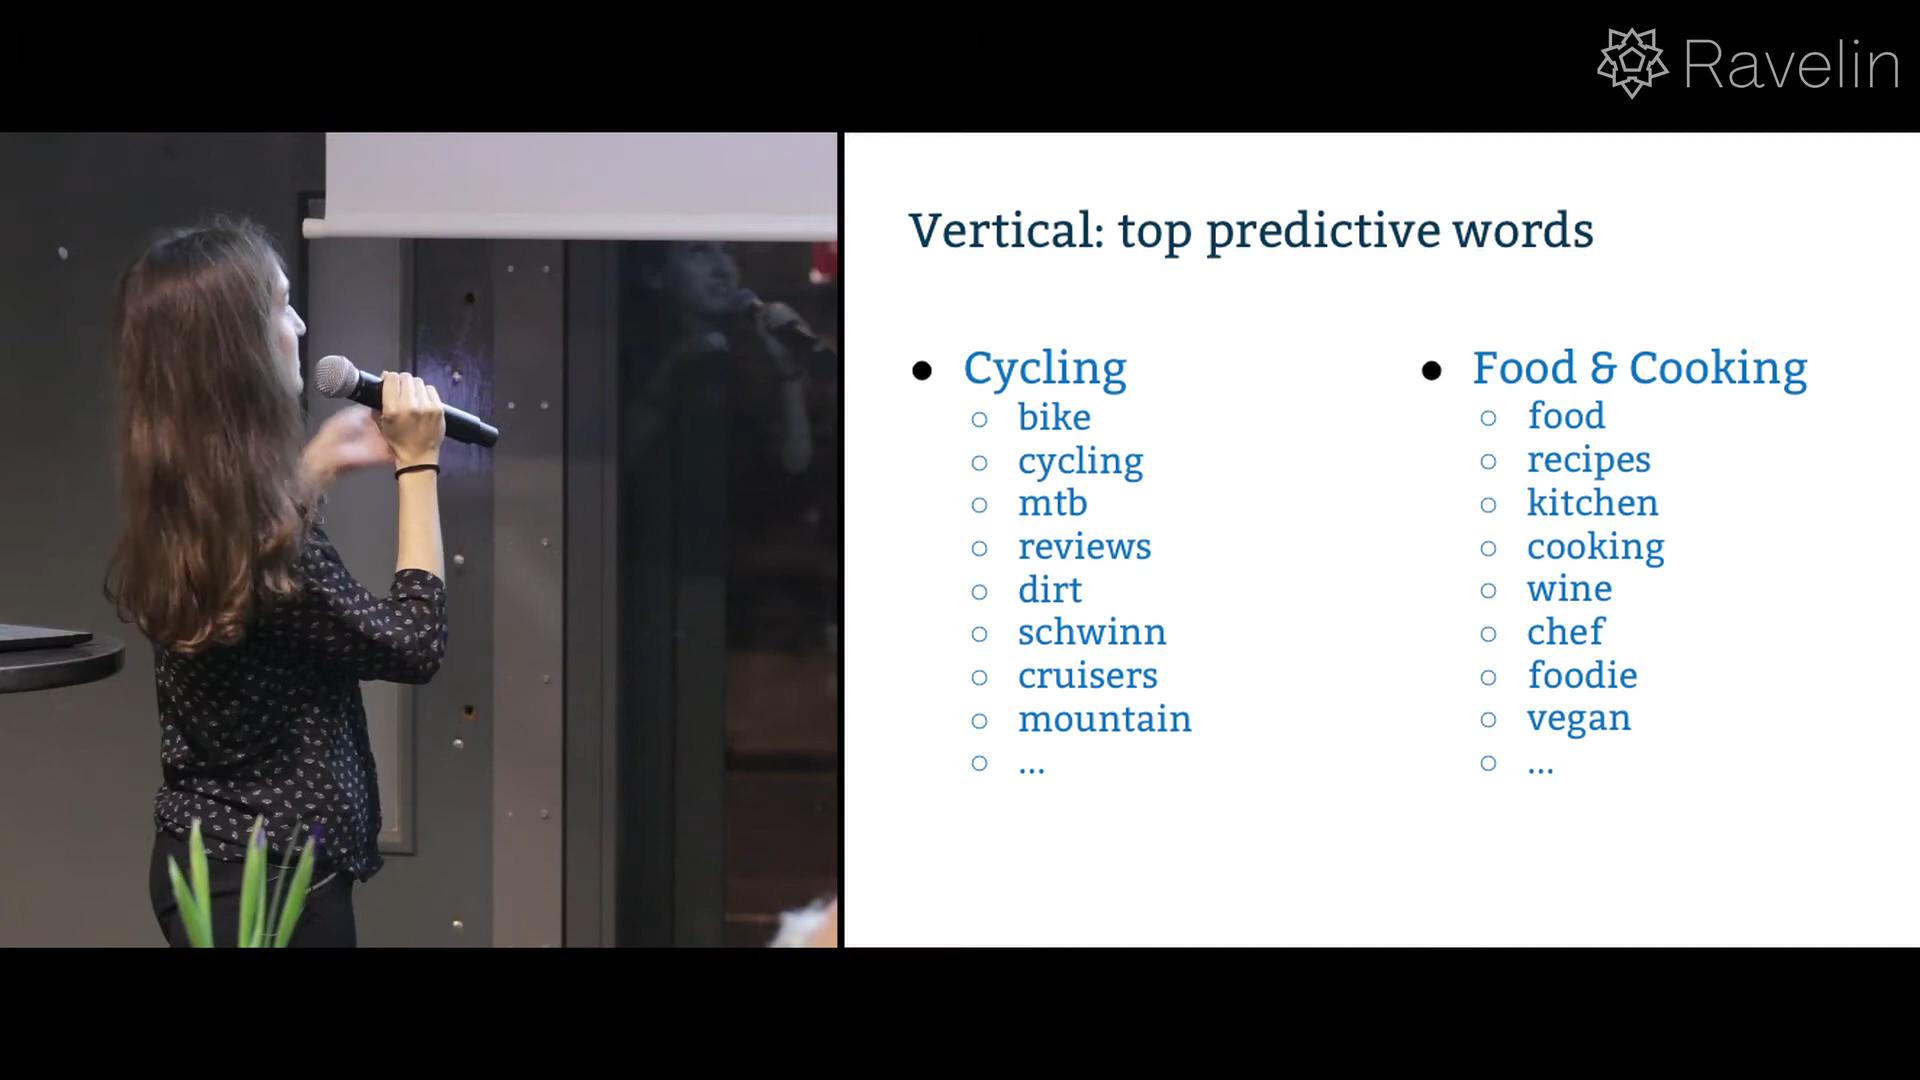 Ravelin
Vertical: top predictive words
Cycling
bike
cycling
mtb
reviews
dirt
schwinn
cruisers
mountain
...
Food & Cooking
food
recipes
kitchen
cooking
wine
chef
foodie
vegan
...